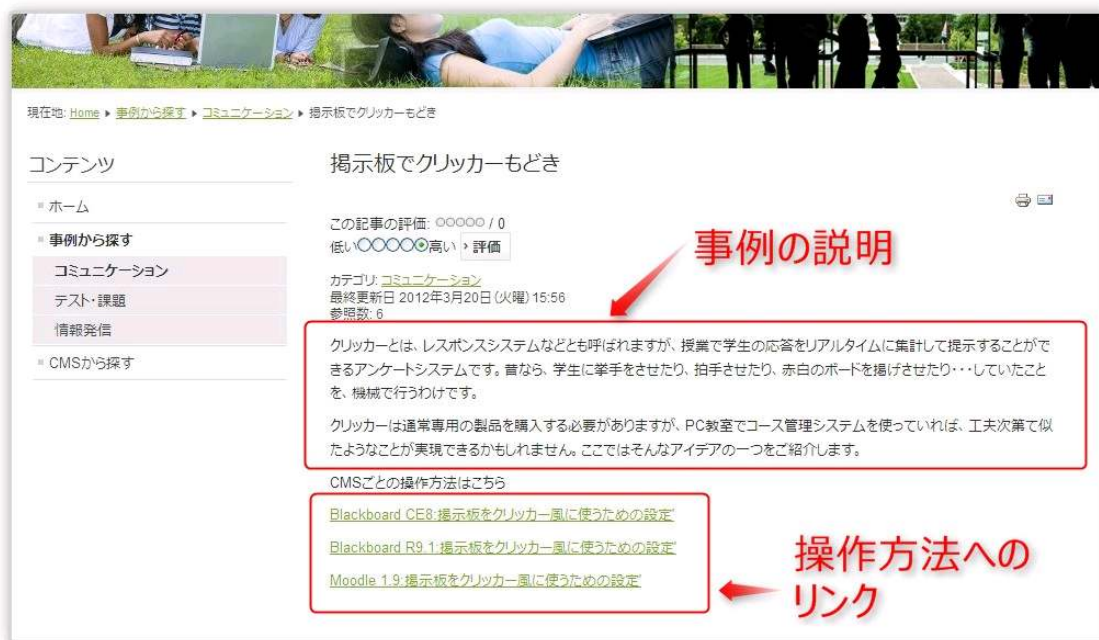 現在地: Home ▸ 事例から探す ▸ コミュニケーション ▸ 掲示板でクリッカーもどき
コンテンツ
ホーム
事例から探す
コミュニケーション
テスト・課題
情報発信
CMSから探す
掲示板でクリッカーもどき
この記事の評価: ○○○○○ / 0
低い○○○○◉高い › 評価
カテゴリ: コミュニケーション
最終更新日 2012年3月20日(火曜) 15:56
参照数: 6
事例の説明
クリッカーとは、レスポンスシステムなどとも呼ばれますが、授業で学生の応答をリアルタイムに集計して提示することがで
きるアンケートシステムです。昔なら、学生に挙手をさせたり、拍手させたり、赤白のボードを揚げさせたり・・・していたこと
を、機械で行うわけです。
クリッカーは通常専用の製品を購入する必要がありますが、PC教室でコース管理システムを使っていれば、工夫次第で似
たようなことが実現できるかもしれません。ここではそんなアイデアの一つをご紹介します。
CMSごとの操作方法はこちら
Blackboard CE8:掲示板をクリッカー風に使うための設定'
Blackboard R9.1:掲示板をクリッカー風に使うための設定'
Moodle 1.9:掲示板をクリッカー風に使うための設定'
操作方法への
リンク